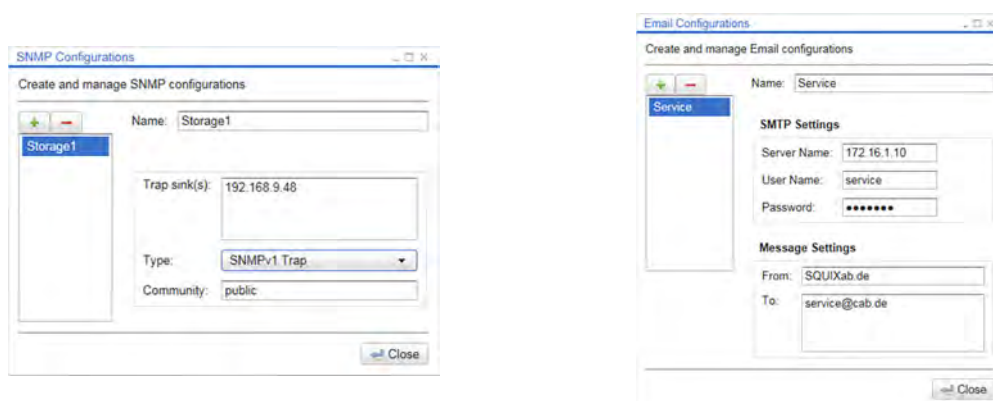 SNMP Configurations
Create and manage SNMP configurations
Name: Storage1
Storage1
Trap sink(s): 192.168.9.48
Type: SNMPv1 Trap
Community: public
Close
Email Configurations
Create and manage Email configurations
Name: Service
Service
SMTP Settings
Server Name: 172.16.1.10
User Name: service
Password: •••••••
Message Settings
From: SQUIXab.de
To: service@cab.de
Close